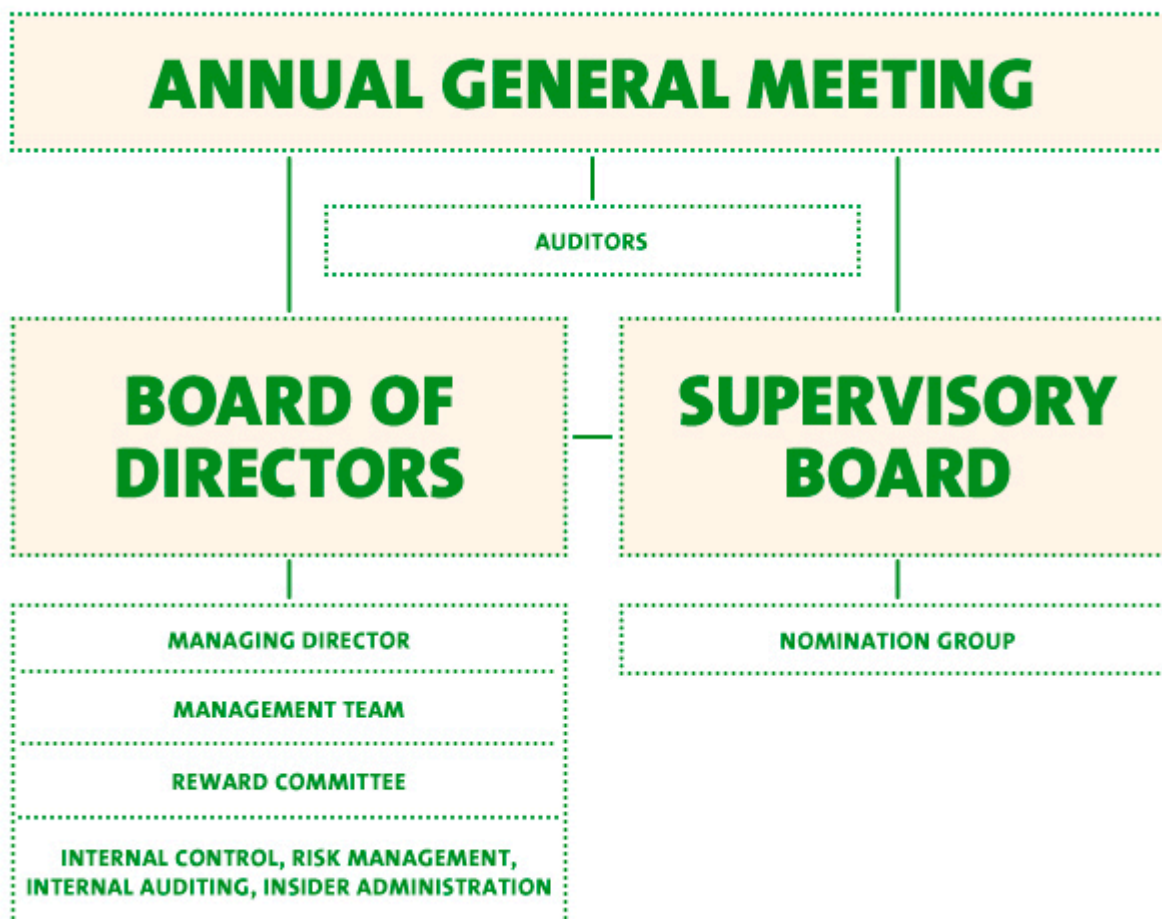 ANNUAL GENERAL MEETING
AUDITORS
BOARD OF
DIRECTORS
SUPERVISORY
BOARD
MANAGING DIRECTOR
MANAGEMENT TEAM
REWARD COMMITTEE
INTERNAL CONTROL, RISK MANAGEMENT,
INTERNAL AUDITING, INSIDER ADMINISTRATION
NOMINATION GROUP